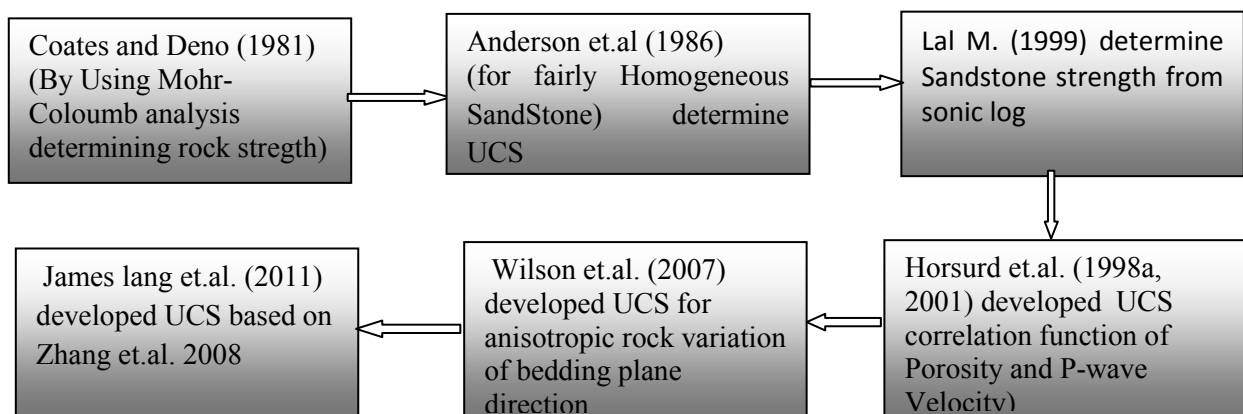 Coates and Deno (1981)
(By Using Mohr-
Coloumb analysis
determining rock stregth)
Anderson et.al (1986)
(for fairly Homogeneous
SandStone) determine
UCS
Lal M. (1999) determine
Sandstone strength from
sonic log
Horsurd et.al. (1998a,
2001) developed UCS
correlation function of
Porosity and P-wave
Velocity)
Wilson et.al. (2007)
developed UCS for
anisotropic rock variation
of bedding plane
direction
James lang et.al. (2011)
developed UCS based on
Zhang et.al. 2008